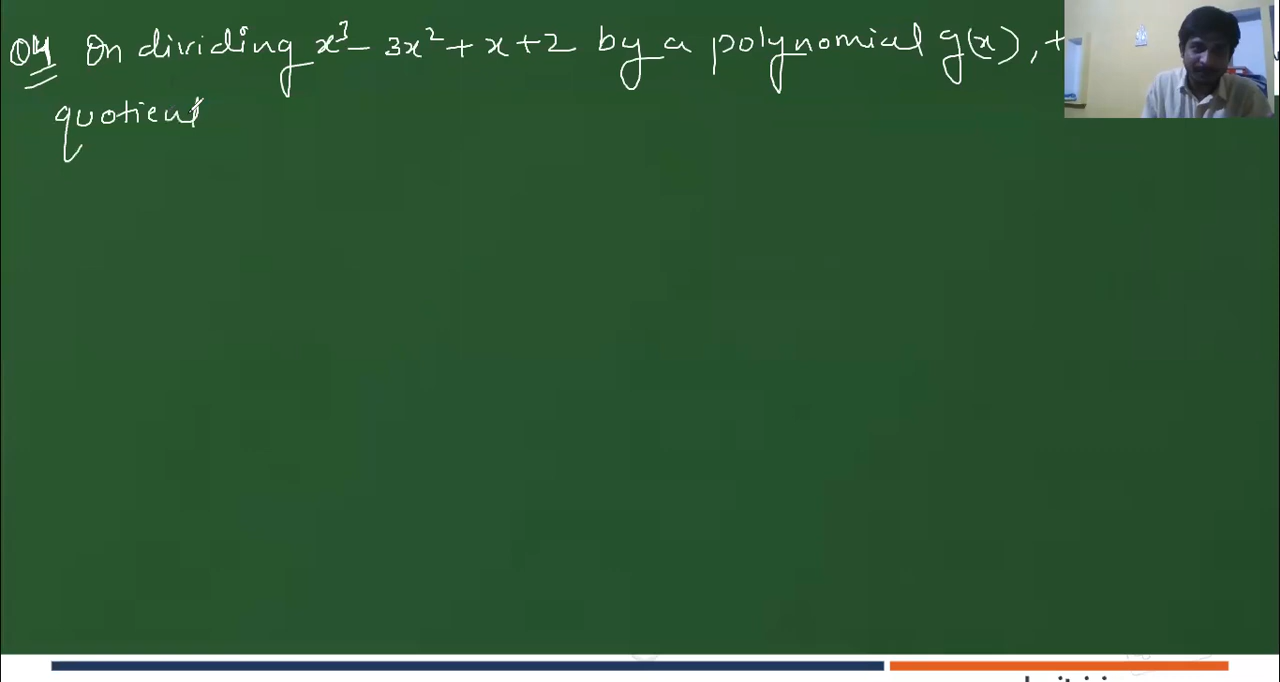 Q4 On dividing x³ - 3x² + x + 2 by a polynomial g(x), t
quotient